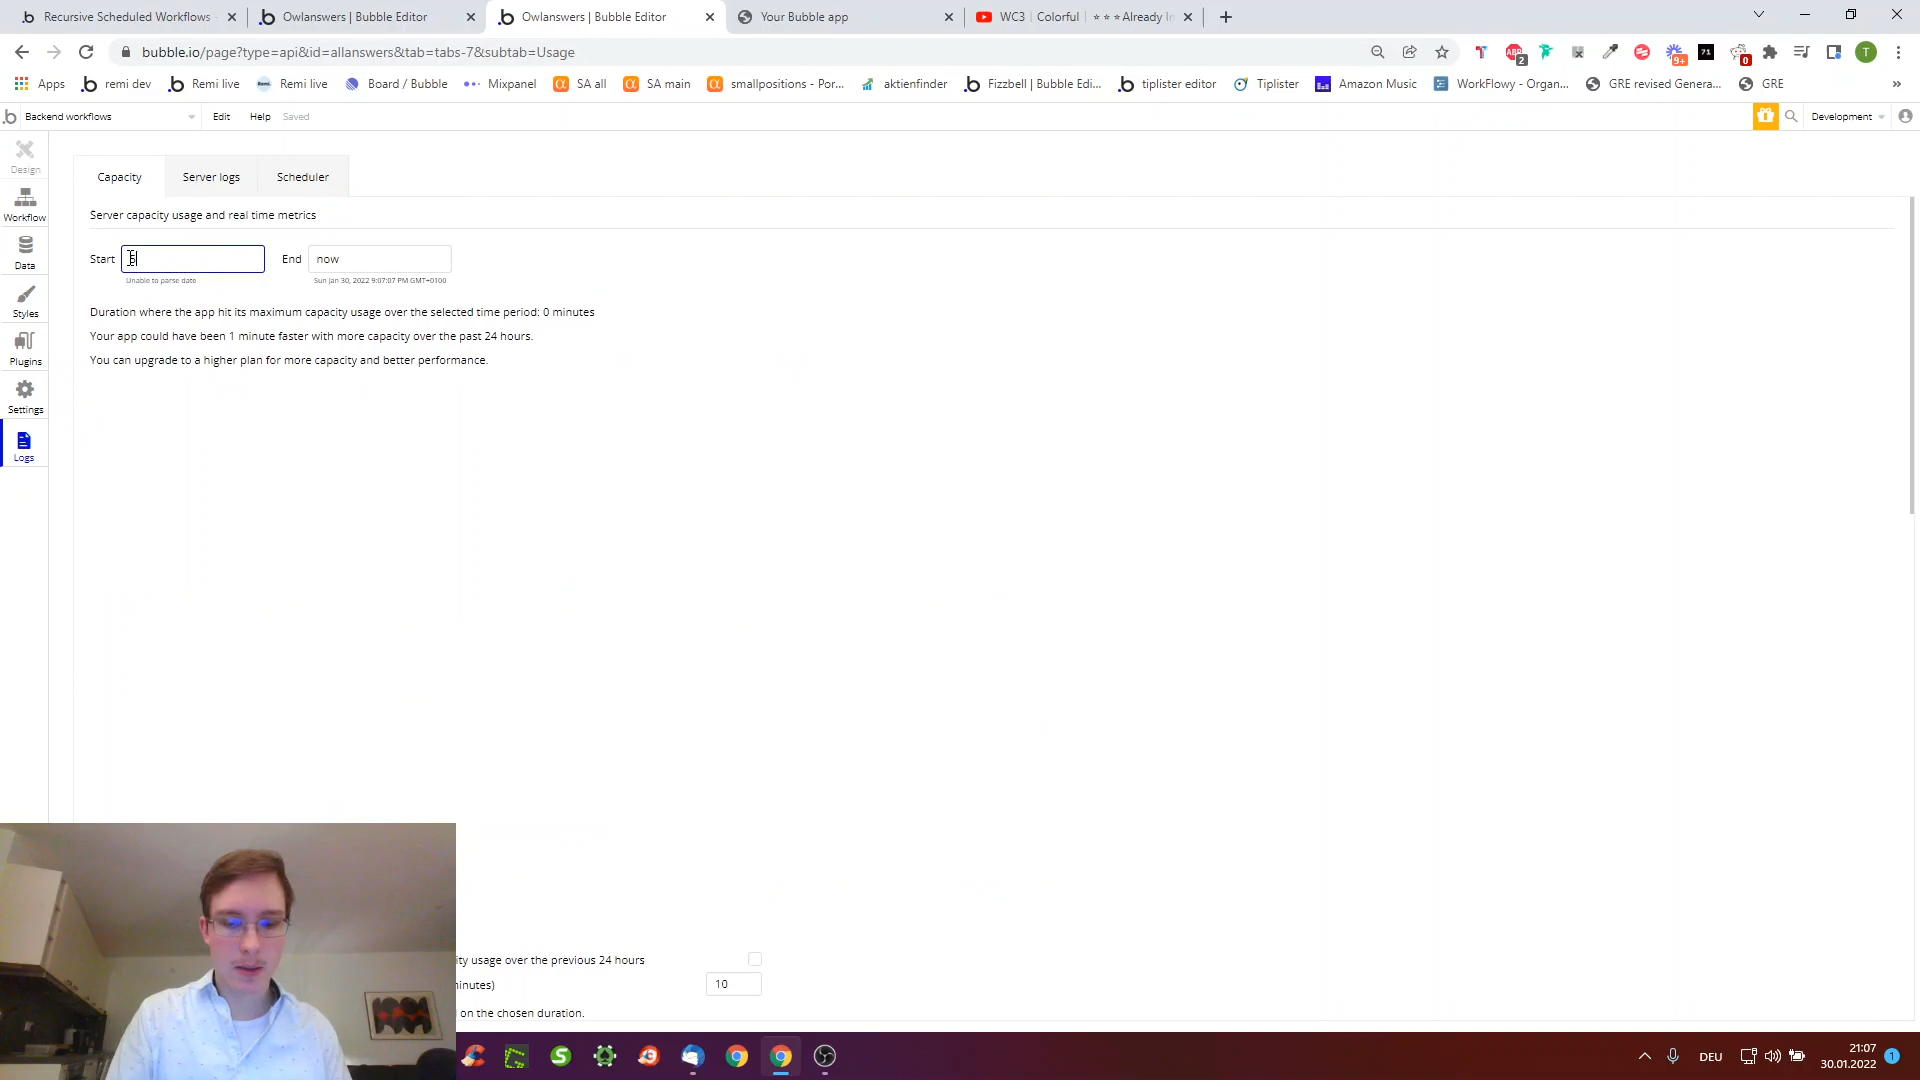 Recursive Scheduled Workflows
Owlanswers | Bubble Editor
Owlanswers | Bubble Editor
Your Bubble app
WC3 | Colorful | ⭐⭐⭐Already I
bubble.io/page?type=api&id=allanswers&tab=tabs-7&subtab=Usage
Apps
remi dev
Remi live
Remi live
Board / Bubble
Mixpanel
SA all
SA main
smallpositions - Por...
aktienfinder
Fizzbell | Bubble Edi...
tiplister editor
Tiplister
Amazon Music
WorkFlowy - Organ...
GRE revised Genera...
GRE
Backend workflows
Edit
Help
Saved
Development
Design
Workflow
Data
Styles
Plugins
Settings
Logs
Capacity
Server logs
Scheduler
Server capacity usage and real time metrics
Start
End
now
Unable to parse date
Sun Jan 30, 2022 9:07:07 PM GMT+0100
Duration where the app hit its maximum capacity usage over the selected time period: 0 minutes
Your app could have been 1 minute faster with more capacity over the past 24 hours.
You can upgrade to a higher plan for more capacity and better performance.
ity usage over the previous 24 hours
minutes)
10
on the chosen duration.
DEU
21:07
30.01.2022
1
2
9+
71
0
T